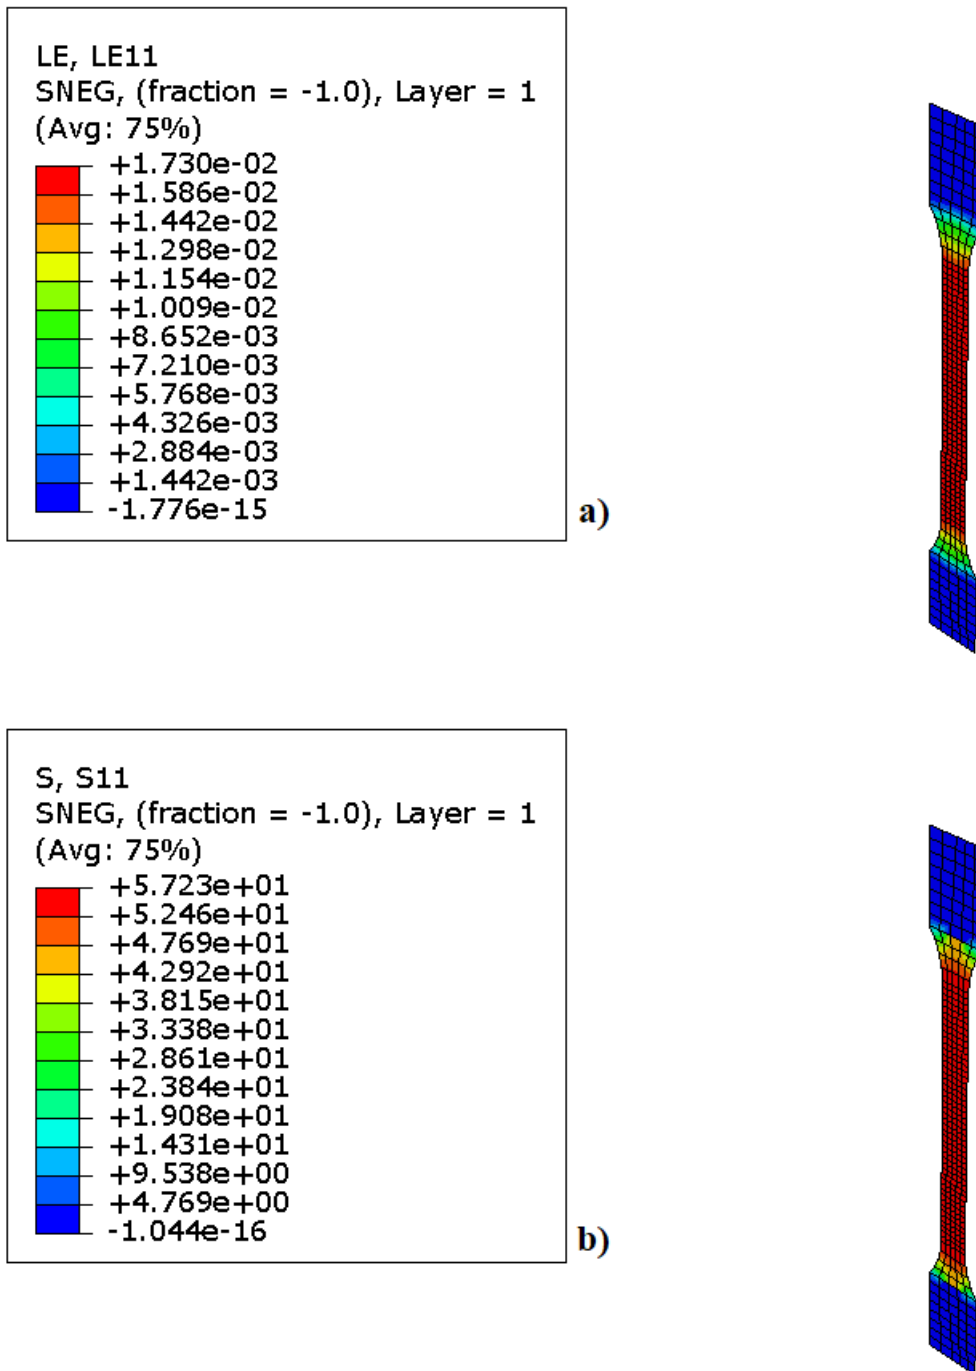 LE, LE11
SNEG, (fraction = -1.0), Layer = 1
(Avg: 75%)
+1.730e-02
+1.586e-02
+1.442e-02
+1.298e-02
+1.154e-02
+1.009e-02
+8.652e-03
+7.210e-03
+5.768e-03
+4.326e-03
+2.884e-03
+1.442e-03
-1.776e-15
a)
S, S11
SNEG, (fraction = -1.0), Layer = 1
(Avg: 75%)
+5.723e+01
+5.246e+01
+4.769e+01
+4.292e+01
+3.815e+01
+3.338e+01
+2.861e+01
+2.384e+01
+1.908e+01
+1.431e+01
+9.538e+00
+4.769e+00
-1.044e-16
b)